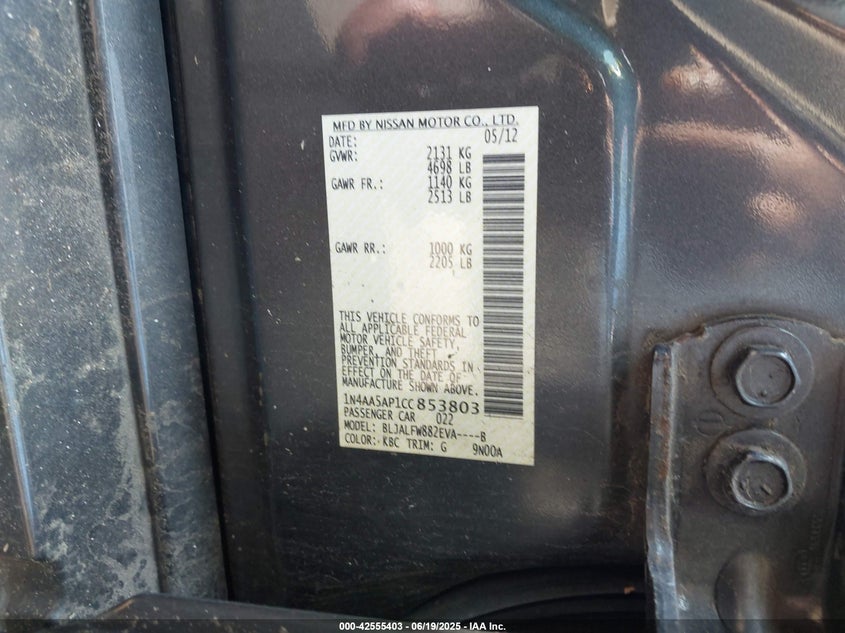 MFD BY NISSAN MOTOR CO., LTD.
DATE: 05/12
GVWR: 2131 KG
4698 LB
GAWR FR.: 1140 KG
2513 LB
GAWR RR.: 1000 KG
2205 LB
THIS VEHICLE CONFORMS TO
ALL APPLICABLE FEDERAL
MOTOR VEHICLE SAFETY,
BUMPER, AND THEFT
PREVENTION STANDARDS IN
EFFECT ON THE DATE OF
MANUFACTURE SHOWN ABOVE.
1N4AA5AP1CC853803
PASSENGER CAR 022
MODEL: BLJALFW882EVA----B
COLOR: KBC TRIM: G 9N00A
000-42555403 - 06/19/2025 - IAA Inc.